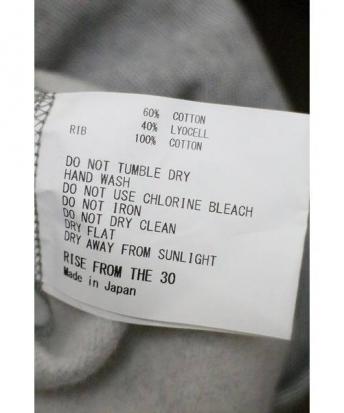 60% COTTON
40% LYOCELL
RIB 100% COTTON
DO NOT TUMBLE DRY
HAND WASH
DO NOT USE CHLORINE BLEACH
DO NOT IRON
DO NOT DRY CLEAN
DRY FLAT
DRY AWAY FROM SUNLIGHT
RISE FROM THE 30
Made in Japan